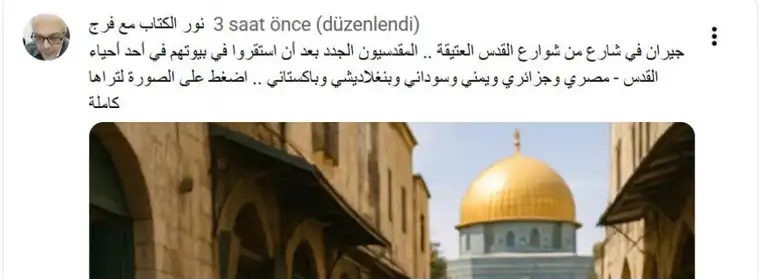 نور الكتاب مع فرج 3 saat önce (düzenlendi)
جيران في شارع من شوارع القدس العتيقة .. المقدسيون الجدد بعد أن استقروا في بيوتهم في أحد أحياء
القدس - مصري وجزائري ويمني وسوداني وبنغلاديشي وباكستاني .. اضغط على الصورة لتراها
كاملة